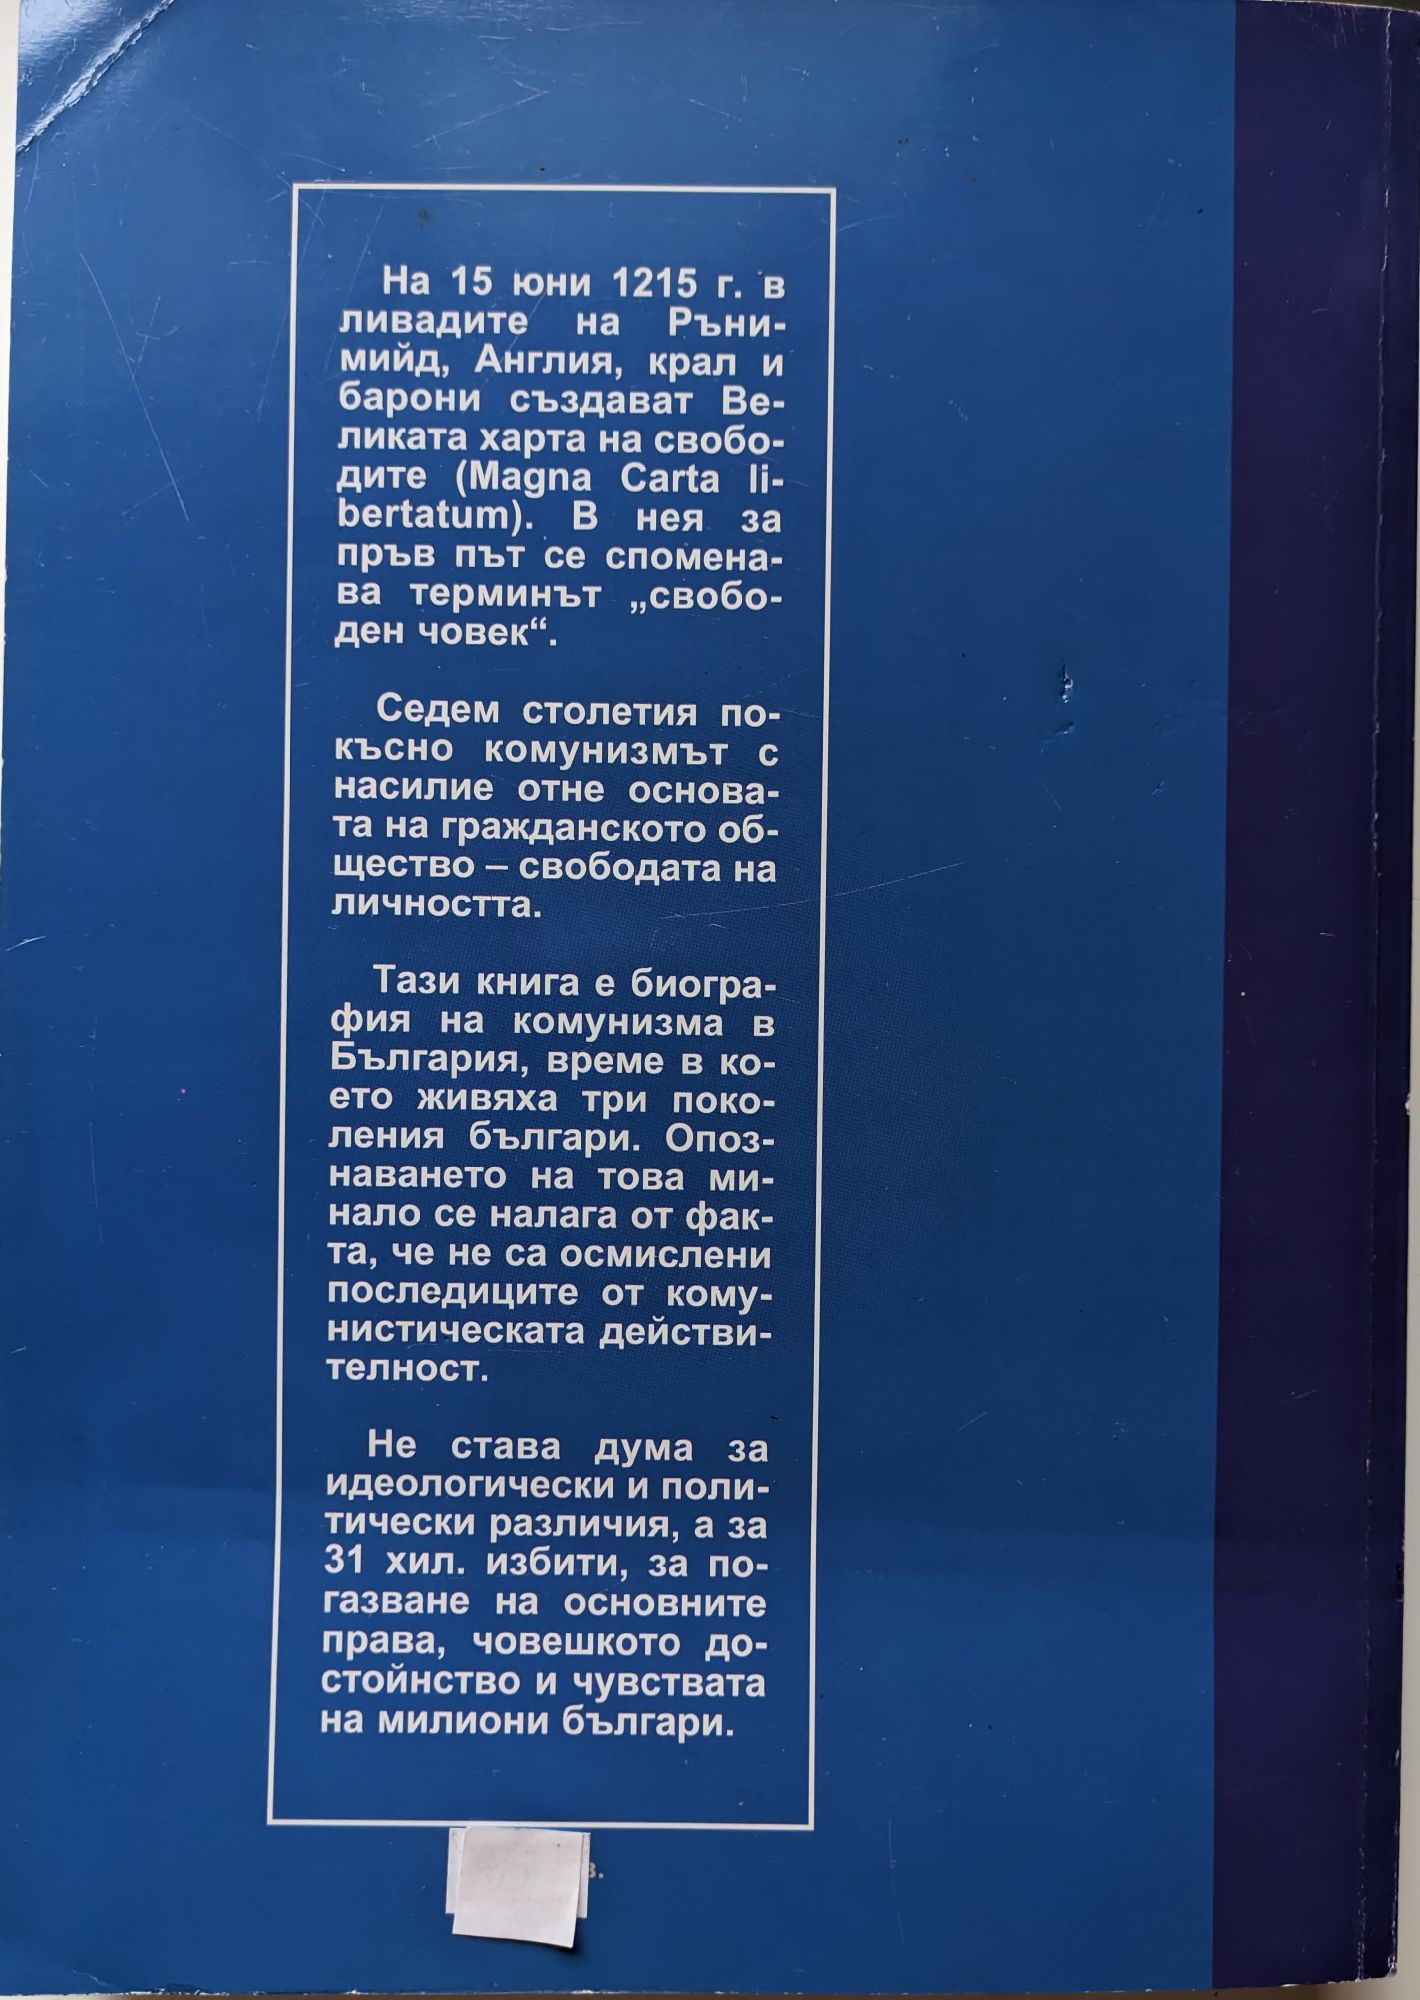 На 15 юни 1215 г. в
ливадите на Ръни-
мийд, Англия, крал и
барони създават Ве-
ликата харта на свобо-
дите (Magna Carta li-
bertatum). В нея за
пръв път се спомена-
ва терминът „свобо-
ден човек“.
Седем столетия по-
късно комунизмът с
насилие отне основа-
та на гражданското об-
щество – свободата на
личността.
Тази книга е биогра-
фия на комунизма в
България, време в ко-
ето живяха три поко-
ления българи. Опоз-
наването на това ми-
нало се налага от фак-
та, че не са осмислени
последиците от кому-
нистическата действи-
телност.
Не става дума за
идеологически и поли-
тически различия, а за
31 хил. избити, за по-
газване на основните
права, човешкото до-
стойнство и чувствата
на милиони българи.